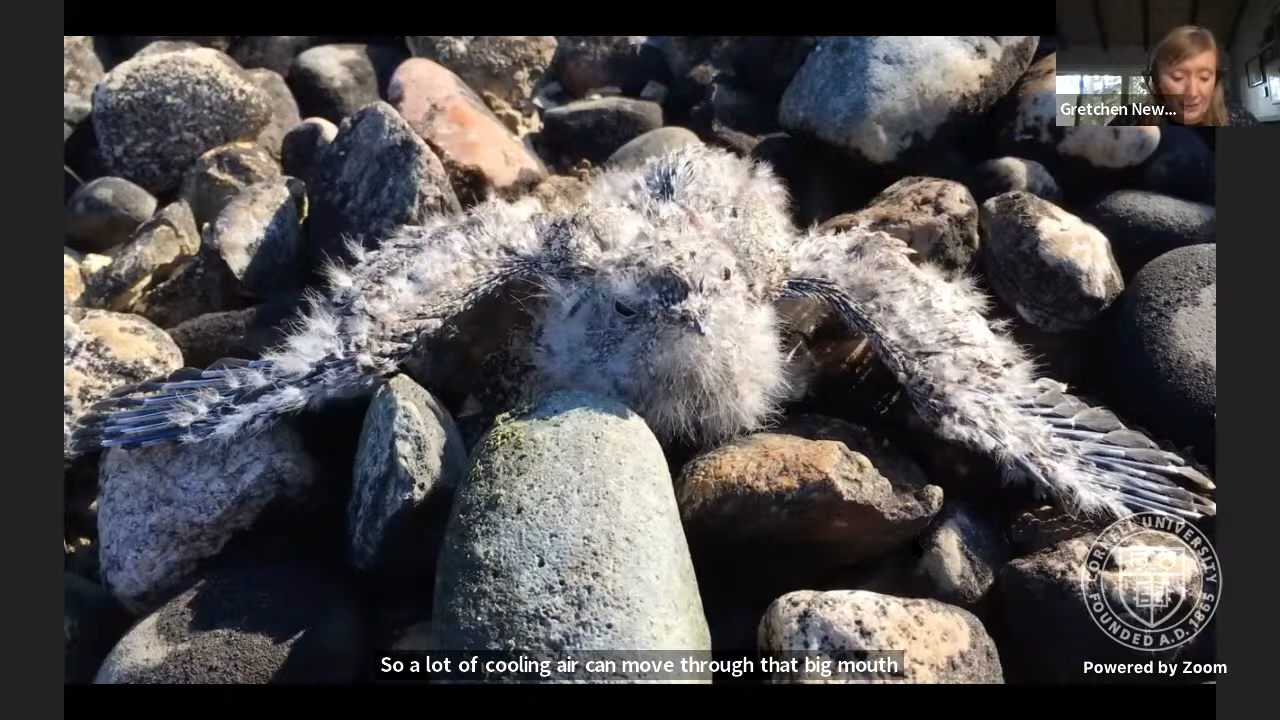 Gretchen New...
CORNELL UNIVERSITY
FOUNDED A.D. 1865
So a lot of cooling air can move through that big mouth
Powered by Zoom